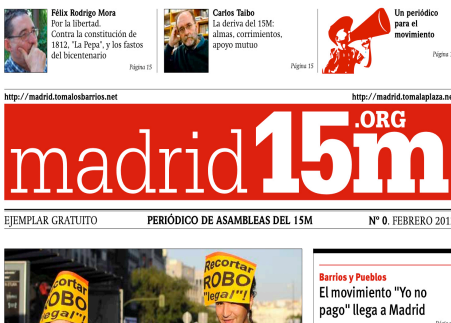 Félix Rodrigo Mora
Por la libertad.
Contra la constitución de
1812, "La Pepa", y los fastos
del bicentenario
Página 15
Carlos Taibo
La deriva del 15M:
almas, corrimientos,
apoyo mutuo
Página 15
Un periódico
para el
movimiento
Página
http://madrid.tomalosbarrios.net
http://madrid.tomalaplaza.ne
madrid15m
.ORG
EJEMPLAR GRATUITO
PERIÓDICO DE ASAMBLEAS DEL 15M
Nº 0. FEBRERO 201
Recortar
ROBO
"lega!"!
Recortar
ROBO
"lega!"!
Barrios y Pueblos
El movimiento "Yo no
pago" llega a Madrid